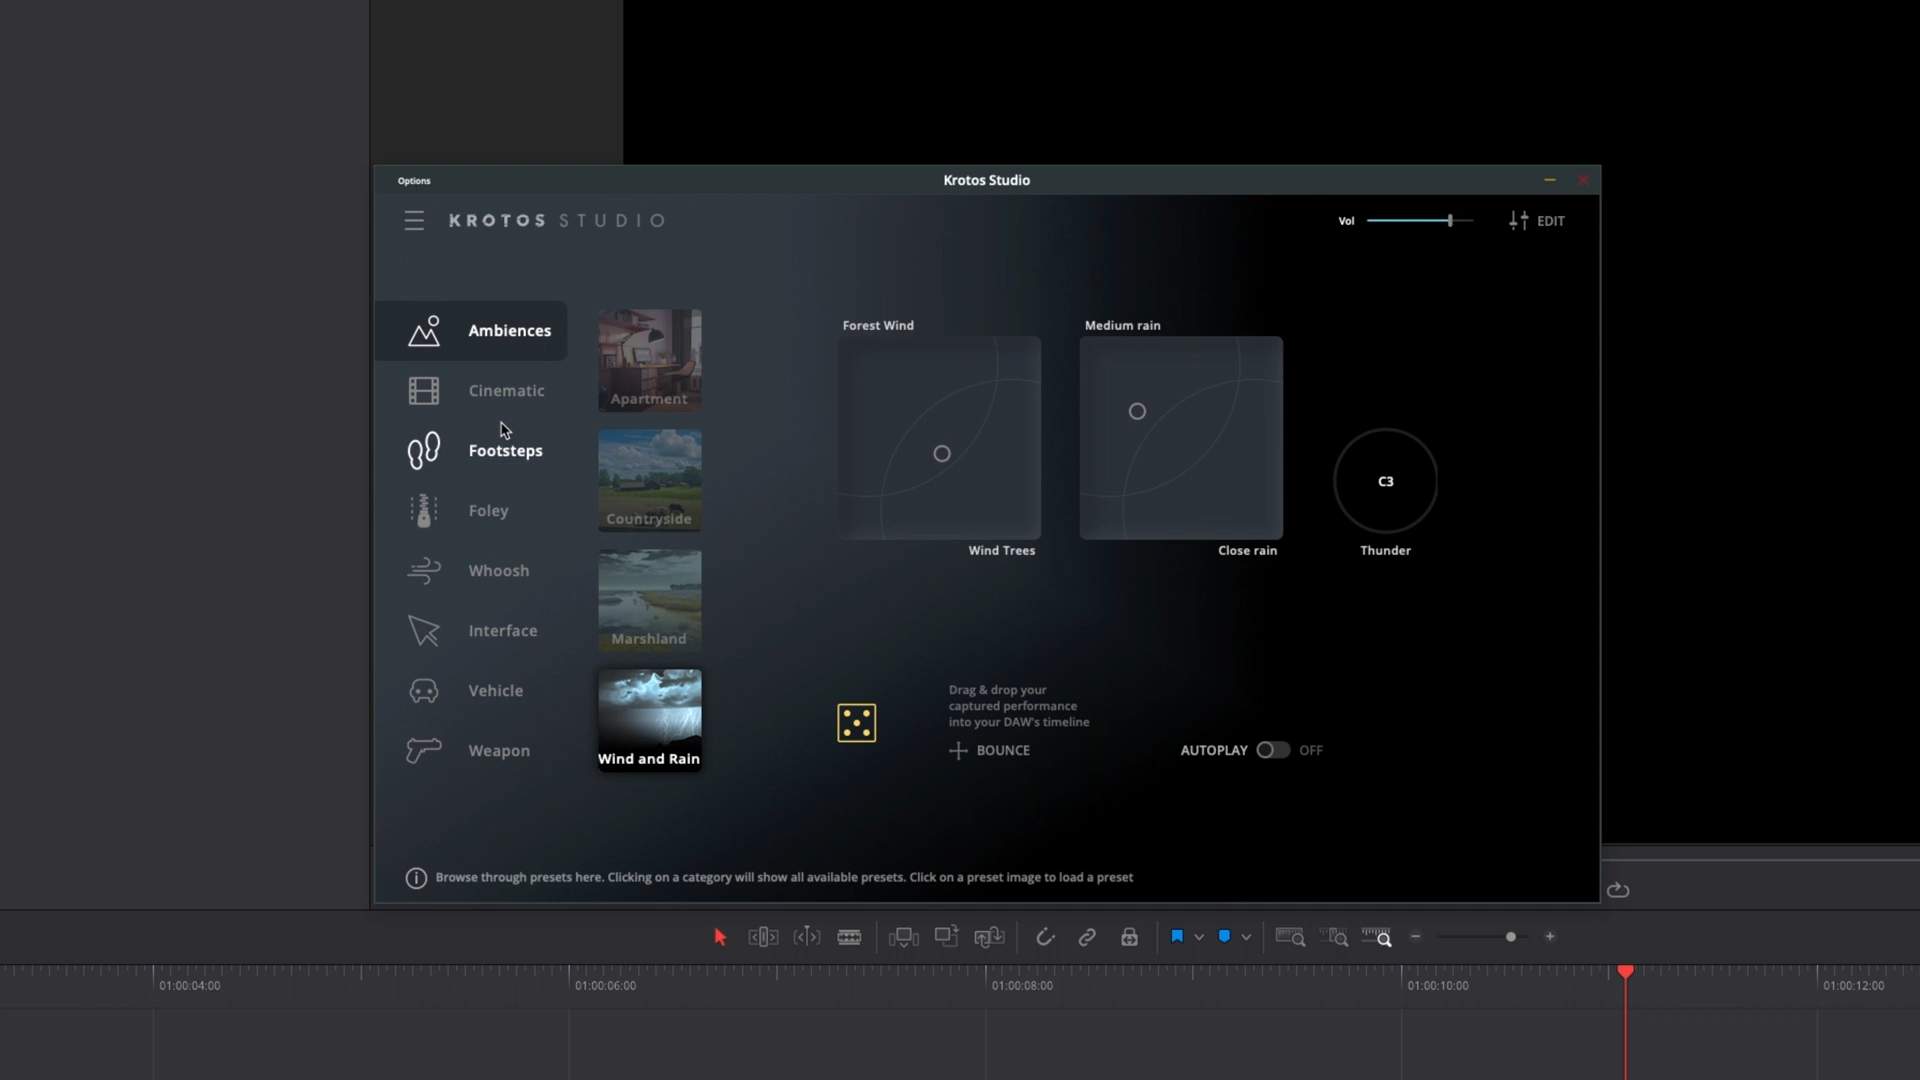 Options
Krotos Studio
KROTOS STUDIO
Vol
EDIT
Ambiences
Cinematic
Footsteps
Foley
Whoosh
Interface
Vehicle
Weapon
Apartment
Countryside
Marshland
Wind and Rain
Forest Wind
Wind Trees
Medium rain
Close rain
C3
Thunder
Drag & drop your
captured performance
into your DAW's timeline
BOUNCE
AUTOPLAY OFF
Browse through presets here. Clicking on a category will show all available presets. Click on a preset image to load a preset
01:00:04:00
01:00:06:00
01:00:08:00
01:00:10:00
01:00:12:00